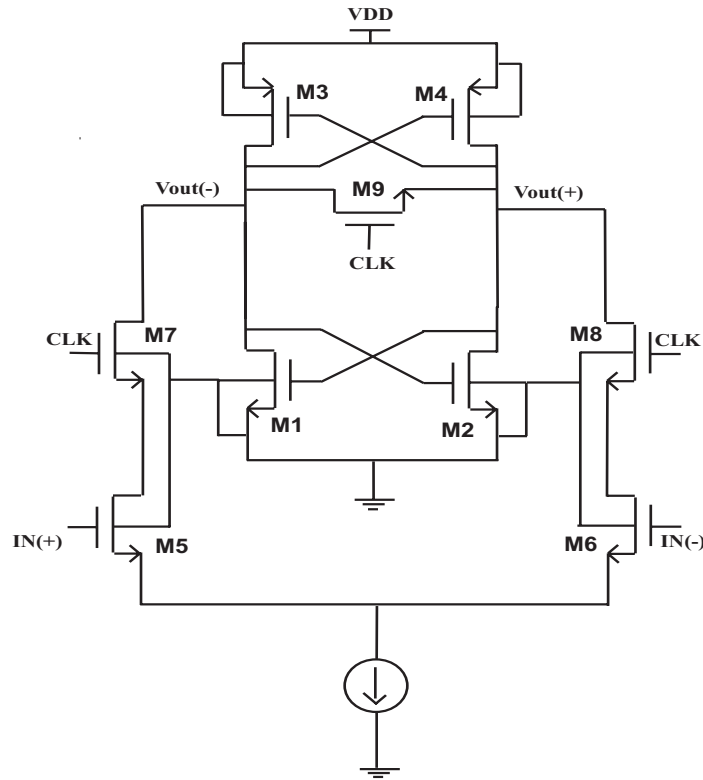 VDD
M3
M4
Vout(-)
M9
Vout(+)
CLK
CLK
M7
M8
CLK
M1
M2
IN(+)
M5
M6
IN(-)